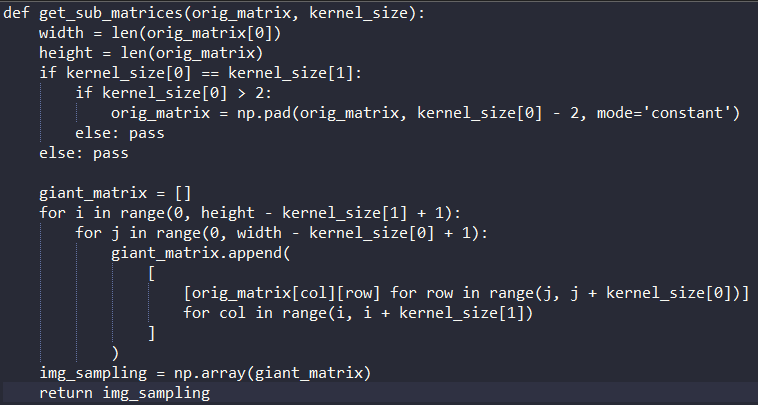 def get_sub_matrices(orig_matrix, kernel_size):
    width = len(orig_matrix[0])
    height = len(orig_matrix)
    if kernel_size[0] == kernel_size[1]:
        if kernel_size[0] > 2:
            orig_matrix = np.pad(orig_matrix, kernel_size[0] - 2, mode='constant')
        else: pass
    else: pass

    giant_matrix = []
    for i in range(0, height - kernel_size[1] + 1):
        for j in range(0, width - kernel_size[0] + 1):
            giant_matrix.append(
                [
                    [orig_matrix[col][row] for row in range(j, j + kernel_size[0])]
                    for col in range(i, i + kernel_size[1])
                ]
            )
    img_sampling = np.array(giant_matrix)
    return img_sampling